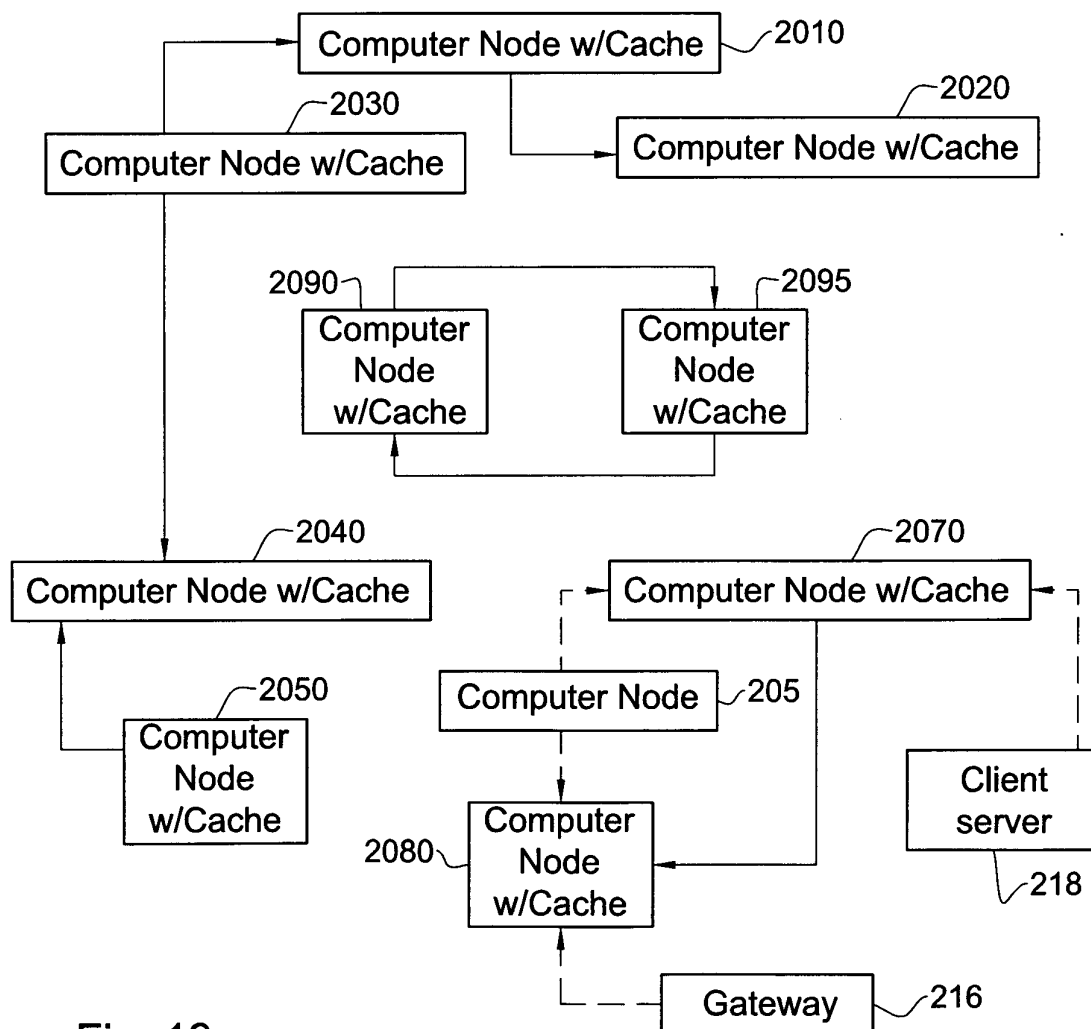 Computer Node w/Cache
2010
2030
Computer Node w/Cache
2020
Computer Node w/Cache
2090
Computer
Node
w/Cache
2095
Computer
Node
w/Cache
2040
Computer Node w/Cache
2070
Computer Node w/Cache
Computer Node
205
2050
Computer
Node
w/Cache
Client
server
218
2080
Computer
Node
w/Cache
Gateway
216